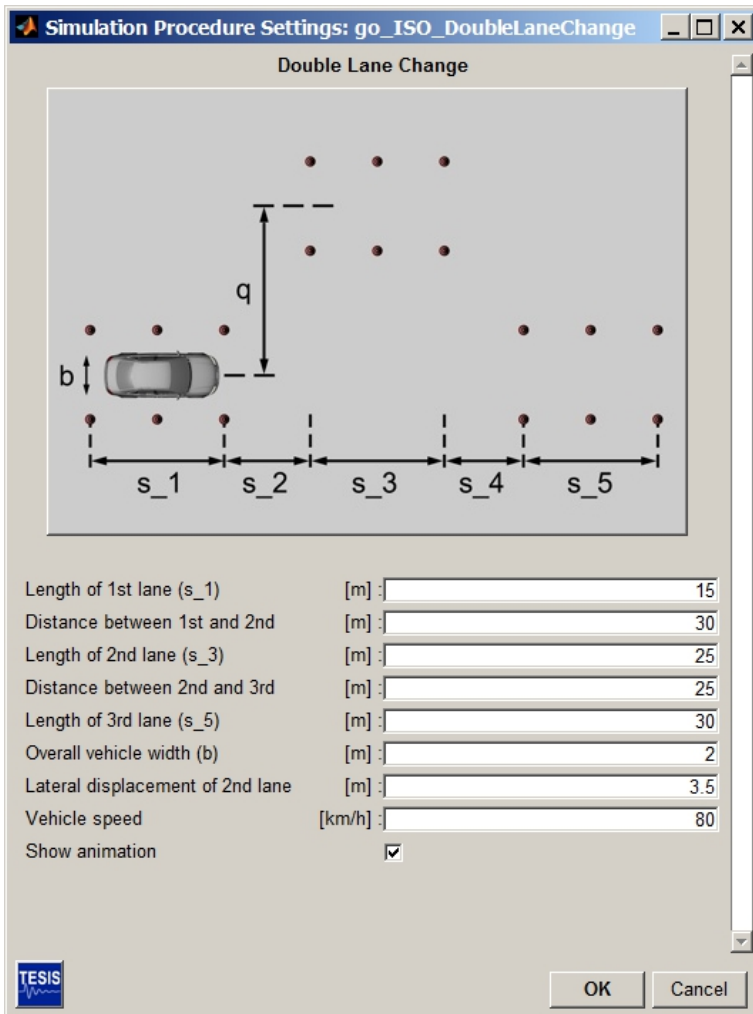 Simulation Procedure Settings: go_ISO_DoubleLaneChange
Double Lane Change
q
b
s_1 s_2 s_3 s_4 s_5
Length of 1st lane (s_1) [m] : 15
Distance between 1st and 2nd [m] : 30
Length of 2nd lane (s_3) [m] : 25
Distance between 2nd and 3rd [m] : 25
Length of 3rd lane (s_5) [m] : 30
Overall vehicle width (b) [m] : 2
Lateral displacement of 2nd lane [m] : 3.5
Vehicle speed [km/h] : 80
Show animation
TESIS
OK Cancel